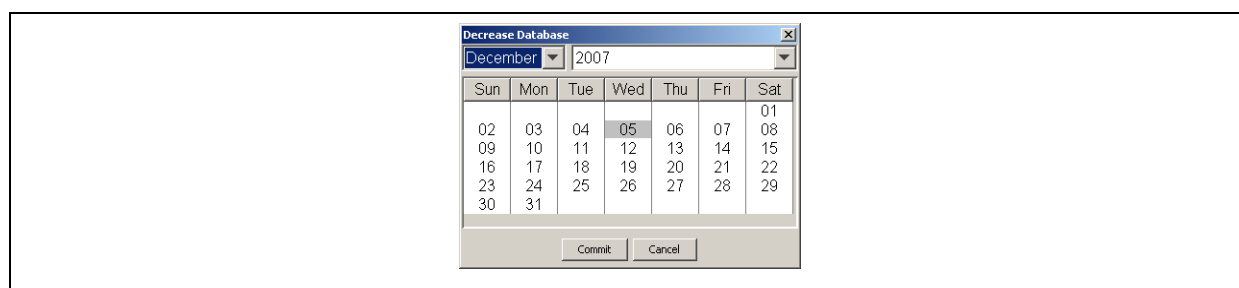 Decrease Database
December 2007
Sun Mon Tue Wed Thu Fri Sat
01
02 03 04 05 06 07 08
09 10 11 12 13 14 15
16 17 18 19 20 21 22
23 24 25 26 27 28 29
30 31
Commit Cancel